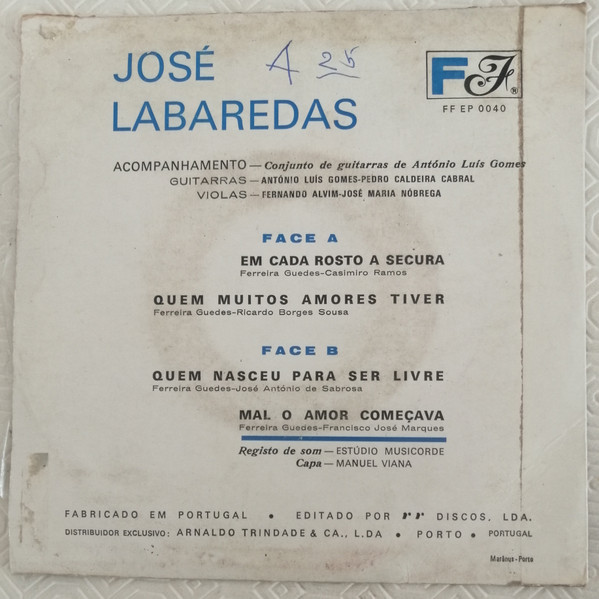 JOSÉ
LABAREDAS
A 25
FF®
FF EP 0040
ACOMPANHAMENTO — Conjunto de guitarras de António Luís Gomes
GUITARRAS — ANTÓNIO LUÍS GOMES-PEDRO CALDEIRA CABRAL
VIOLAS — FERNANDO ALVIM-JOSÉ MARIA NÓBREGA
FACE A
EM CADA ROSTO A SECURA
Ferreira Guedes-Casimiro Ramos
QUEM MUITOS AMORES TIVER
Ferreira Guedes-Ricardo Borges Sousa
FACE B
QUEM NASCEU PARA SER LIVRE
Ferreira Guedes-José António de Sabrosa
MAL O AMOR COMEÇAVA
Ferreira Guedes-Francisco José Marques
Registo de som — ESTÚDIO MUSICORDE
Capa — MANUEL VIANA
FABRICADO EM PORTUGAL • EDITADO POR rr DISCOS, LDA.
DISTRIBUIDOR EXCLUSIVO: ARNALDO TRINDADE & CA., L.DA • PORTO • PORTUGAL
Marânus-Porto